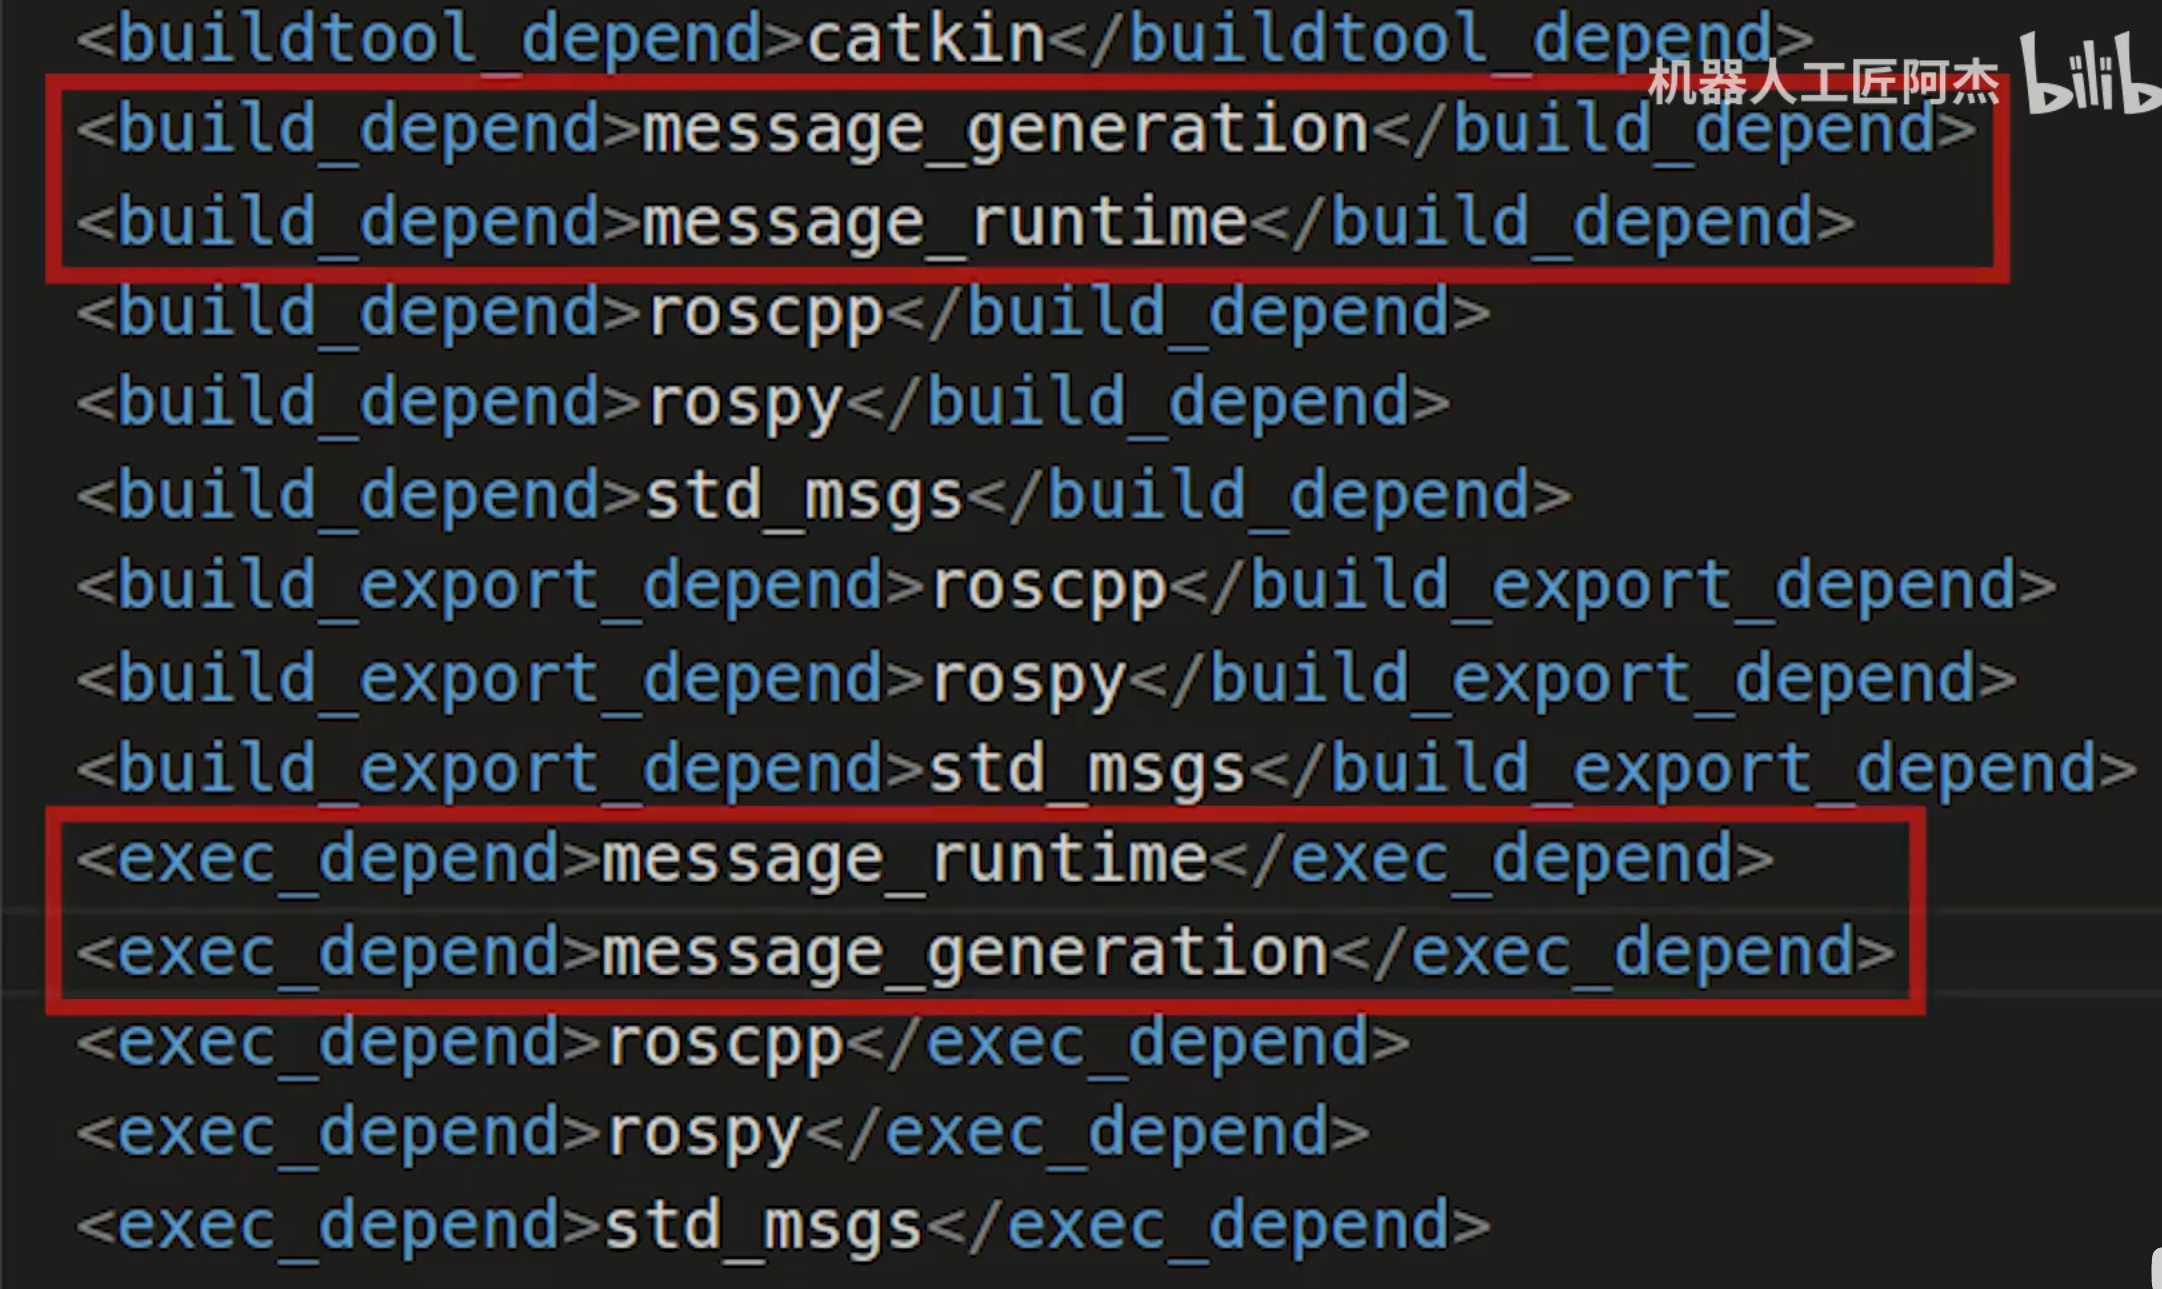 <buildtool_depend>catkin</buildtool_depend>
机器人工匠阿杰 bilib
<build_depend>message_generation</build_depend>
<build_depend>message_runtime</build_depend>
<build_depend>roscpp</build_depend>
<build_depend>rospy</build_depend>
<build_depend>std_msgs</build_depend>
<build_export_depend>roscpp</build_export_depend>
<build_export_depend>rospy</build_export_depend>
<build_export_depend>std_msgs</build_export_depend>
<exec_depend>message_runtime</exec_depend>
<exec_depend>message_generation</exec_depend>
<exec_depend>roscpp</exec_depend>
<exec_depend>rospy</exec_depend>
<exec_depend>std_msgs</exec_depend>